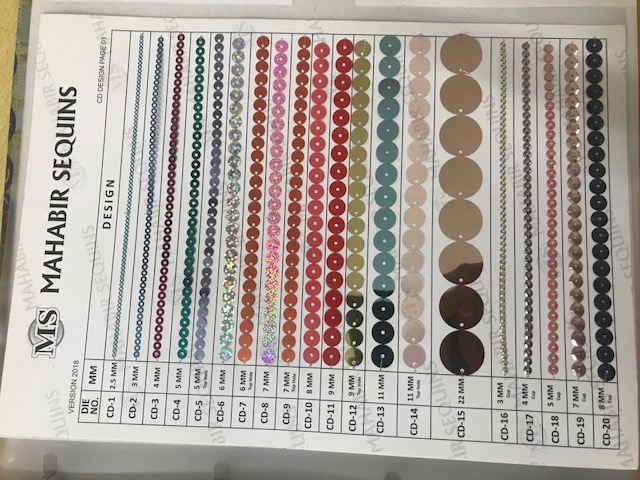 MS MAHABIR SEQUINS
VERSION 2018
CD DESIGN PAGE 01
DIE NO. MM DESIGN
CD-1 2.5 MM
CD-2 3 MM
CD-3 4 MM
CD-4 5 MM
CD-5 5 MM Top Hole
CD-6 6 MM
CD-7 6 MM Top Hole
CD-8 7 MM
CD-9 7 MM Top Hole
CD-10 8 MM
CD-11 9 MM
CD-12 9 MM Top Hole
CD-13 11 MM
CD-14 11 MM Top Hole
CD-15 22 MM
CD-16 3 MM Cup
CD-17 4 MM Cup
CD-18 5 MM Cup
CD-19 7 MM Cup
CD-20 8 MM Cup